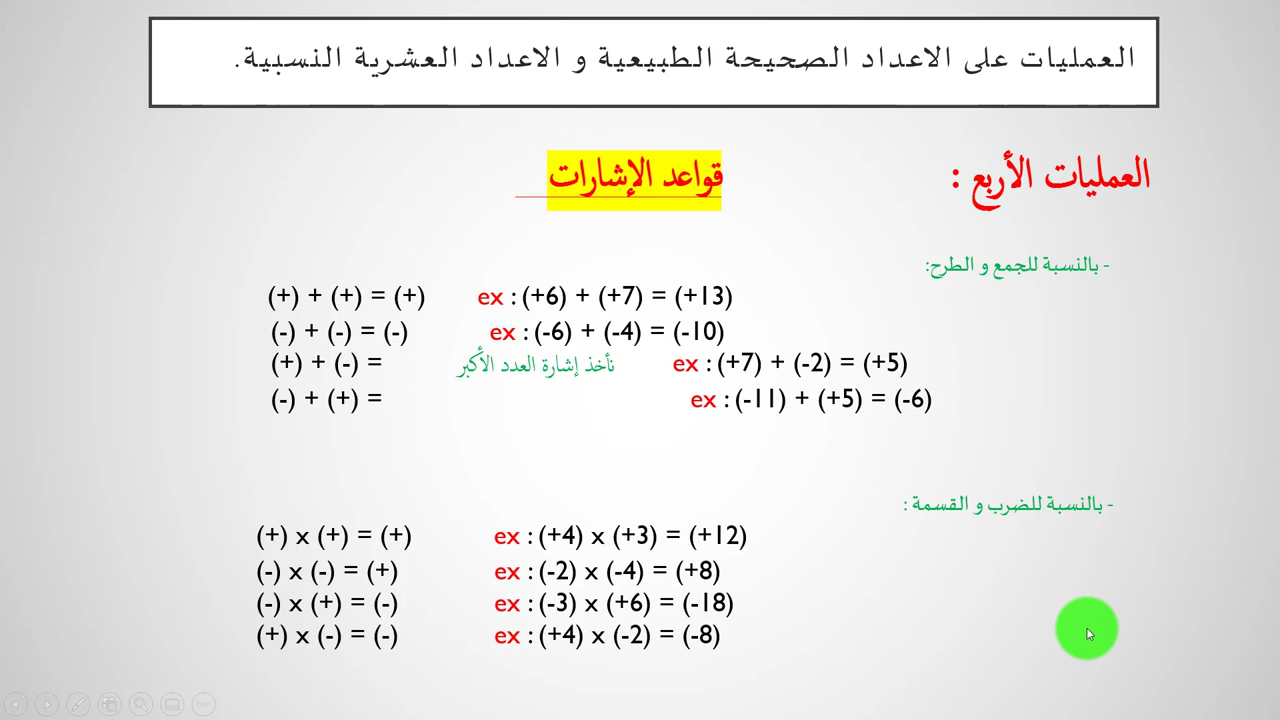 العمليات على الاعداد الصحيحة الطبيعية و الاعداد العشرية النسبية.
العمليات الأربع :
قواعد الإشارات
- بالنسبة للجمع و الطرح:
(+) + (+) = (+) ex : (+6) + (+7) = (+13)
(-) + (-) = (-) ex : (-6) + (-4) = (-10)
(+) + (-) = نأخذ إشارة العدد الأكبر ex : (+7) + (-2) = (+5)
(-) + (+) = ex : (-11) + (+5) = (-6)
- بالنسبة للضرب و القسمة :
(+) x (+) = (+) ex : (+4) x (+3) = (+12)
(-) x (-) = (+) ex : (-2) x (-4) = (+8)
(-) x (+) = (-) ex : (-3) x (+6) = (-18)
(+) x (-) = (-) ex : (+4) x (-2) = (-8)